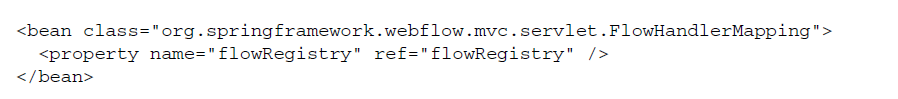 <bean class="org.springframework.webflow.mvc.servlet.FlowHandlerMapping">
  <property name="flowRegistry" ref="flowRegistry" />
</bean>